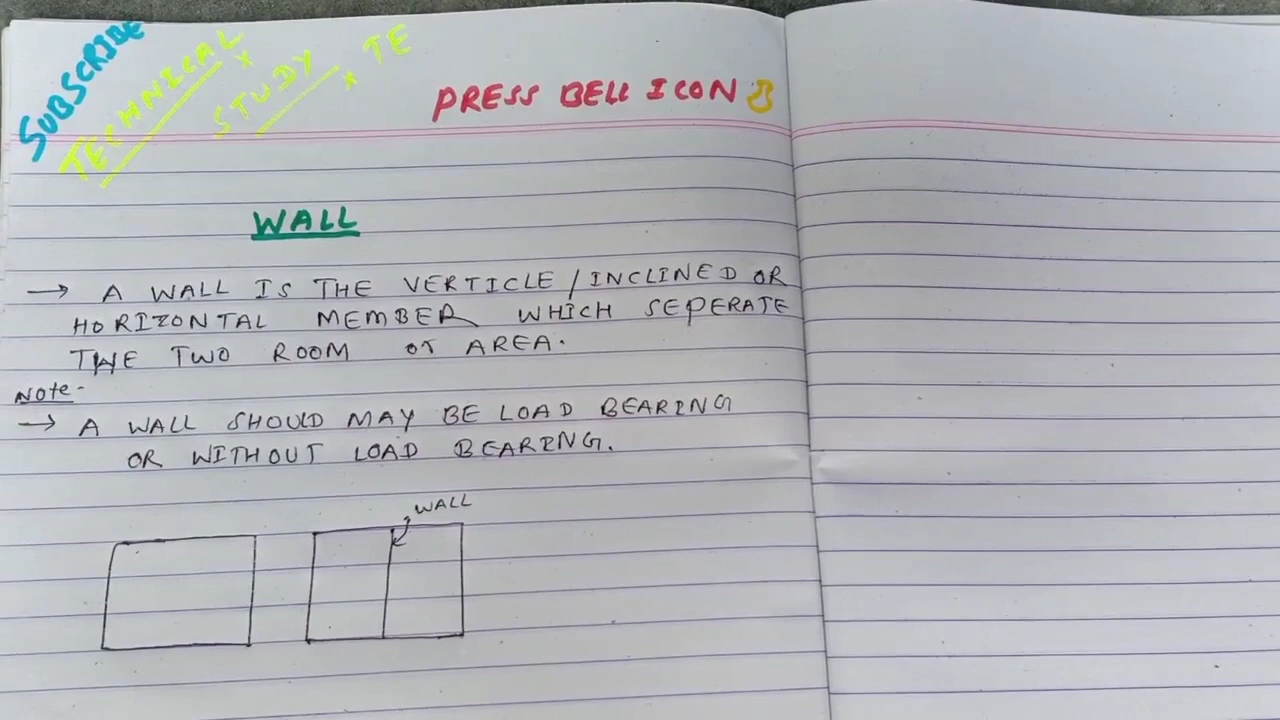 SUBSCRIBE
TECHNICAL x
STUDY x TE
PRESS BELL ICON
WALL
→ A WALL IS THE VERTICLE / INCLINED OR
HORIZONTAL MEMBER WHICH SEPERATE
THE TWO ROOM OT AREA.
Note -
→ A WALL SHOULD MAY BE LOAD BEARING
OR WITHOUT LOAD BEARING.
WALL